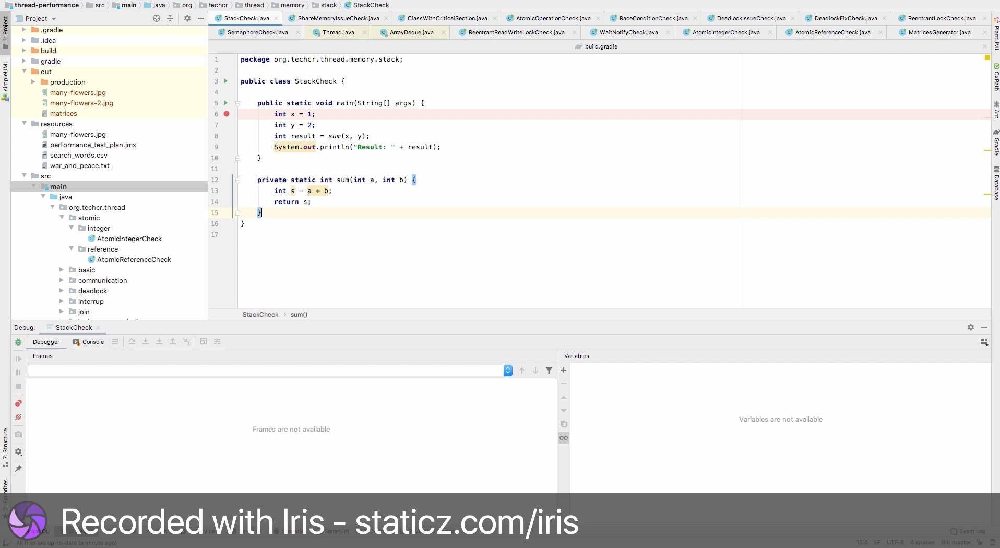 thread-performance src main java org techcr thread memory stack StackCheck
1: Project
simpleUML
Z: Structure
2: Favorites
Project
.gradle
.idea
build
gradle
out
production
many-flowers.jpg
many-flowers-2.jpg
matrices
resources
many-flowers.jpg
performance_test_plan.jmx
search_words.csv
war_and_peace.txt
src
main
java
org.techcr.thread
atomic
integer
AtomicIntegerCheck
reference
AtomicReferenceCheck
basic
communication
deadlock
interrup
join
StackCheck.java ShareMemoryIssueCheck.java ClassWithCriticalSection.java AtomicOperationCheck.java RaceConditionCheck.java DeadlockIssueCheck.java DeadlockFixCheck.java ReentrantLockCheck.java
SemaphoreCheck.java Thread.java ArrayDeque.java ReentrantReadWriteLockCheck.java WaitNotifyCheck.java AtomicIntegerCheck.java AtomicReferenceCheck.java MatricesGenerator.java
build.gradle
1 package org.techcr.thread.memory.stack;
2
3 public class StackCheck {
4
5 public static void main(String[] args) {
6 int x = 1;
7 int y = 2;
8 int result = sum(x, y);
9 System.out.println("Result: " + result);
10 }
11
12 private static int sum(int a, int b) {
13 int s = a + b;
14 return s;
15 }
16 }
17
StackCheck › sum()
PlantUML
CxPath
Ant
Gradle
Database
Debug: StackCheck
Debugger Console
Frames
Variables
Frames are not available
Variables are not available
Recorded with Iris - staticz.com/iris
SonarLint
Event Log
All files are up-to-date (a minute ago)
15:6 LF UTF-8 4 spaces Git: master